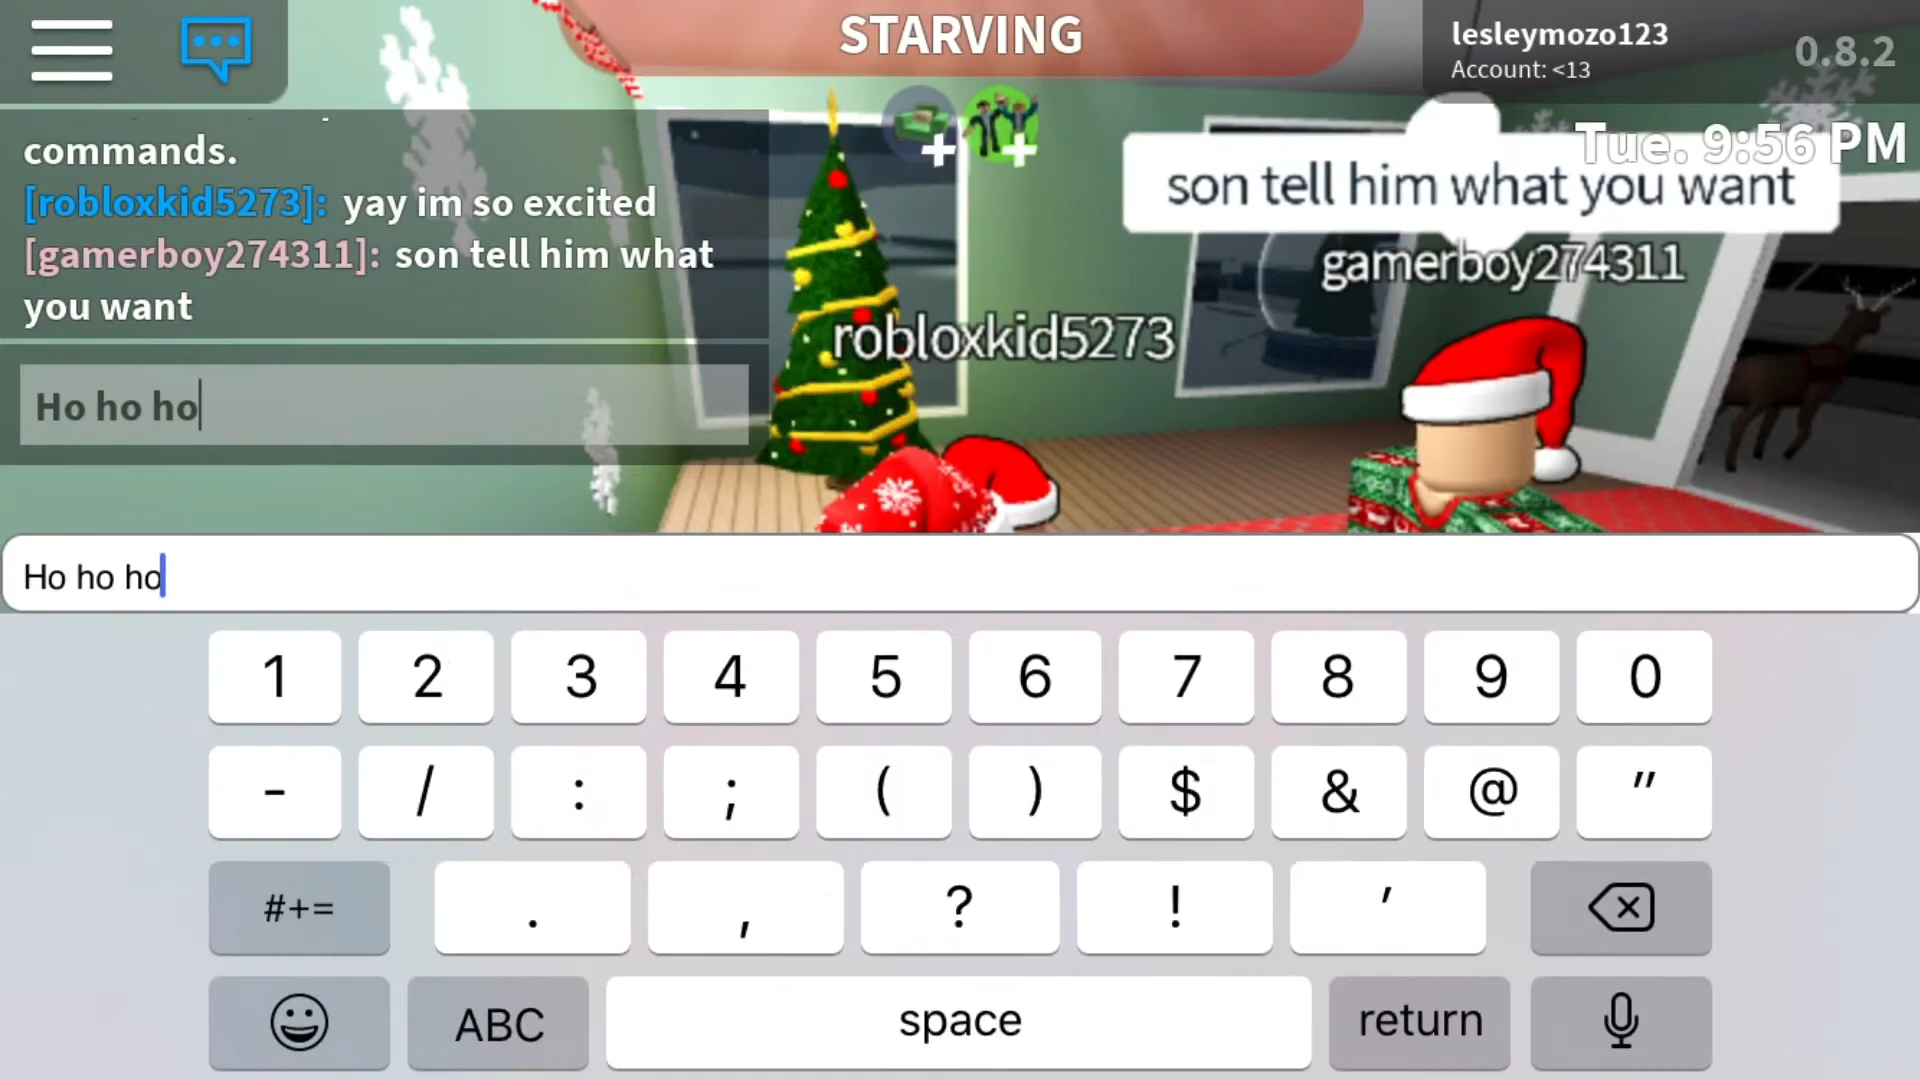 STARVING
lesleymozo123
Account: <13
0.8.2
Tue. 9:56 PM
commands.
[robloxkid5273]: yay im so excited
[gamerboy274311]: son tell him what
you want
son tell him what you want
gamerboy274311
robloxkid5273
Ho ho ho
Ho ho ho
1 2 3 4 5 6 7 8 9 0
- / : ; ( ) $ & @ "
#+= . , ? ! '
ABC space return